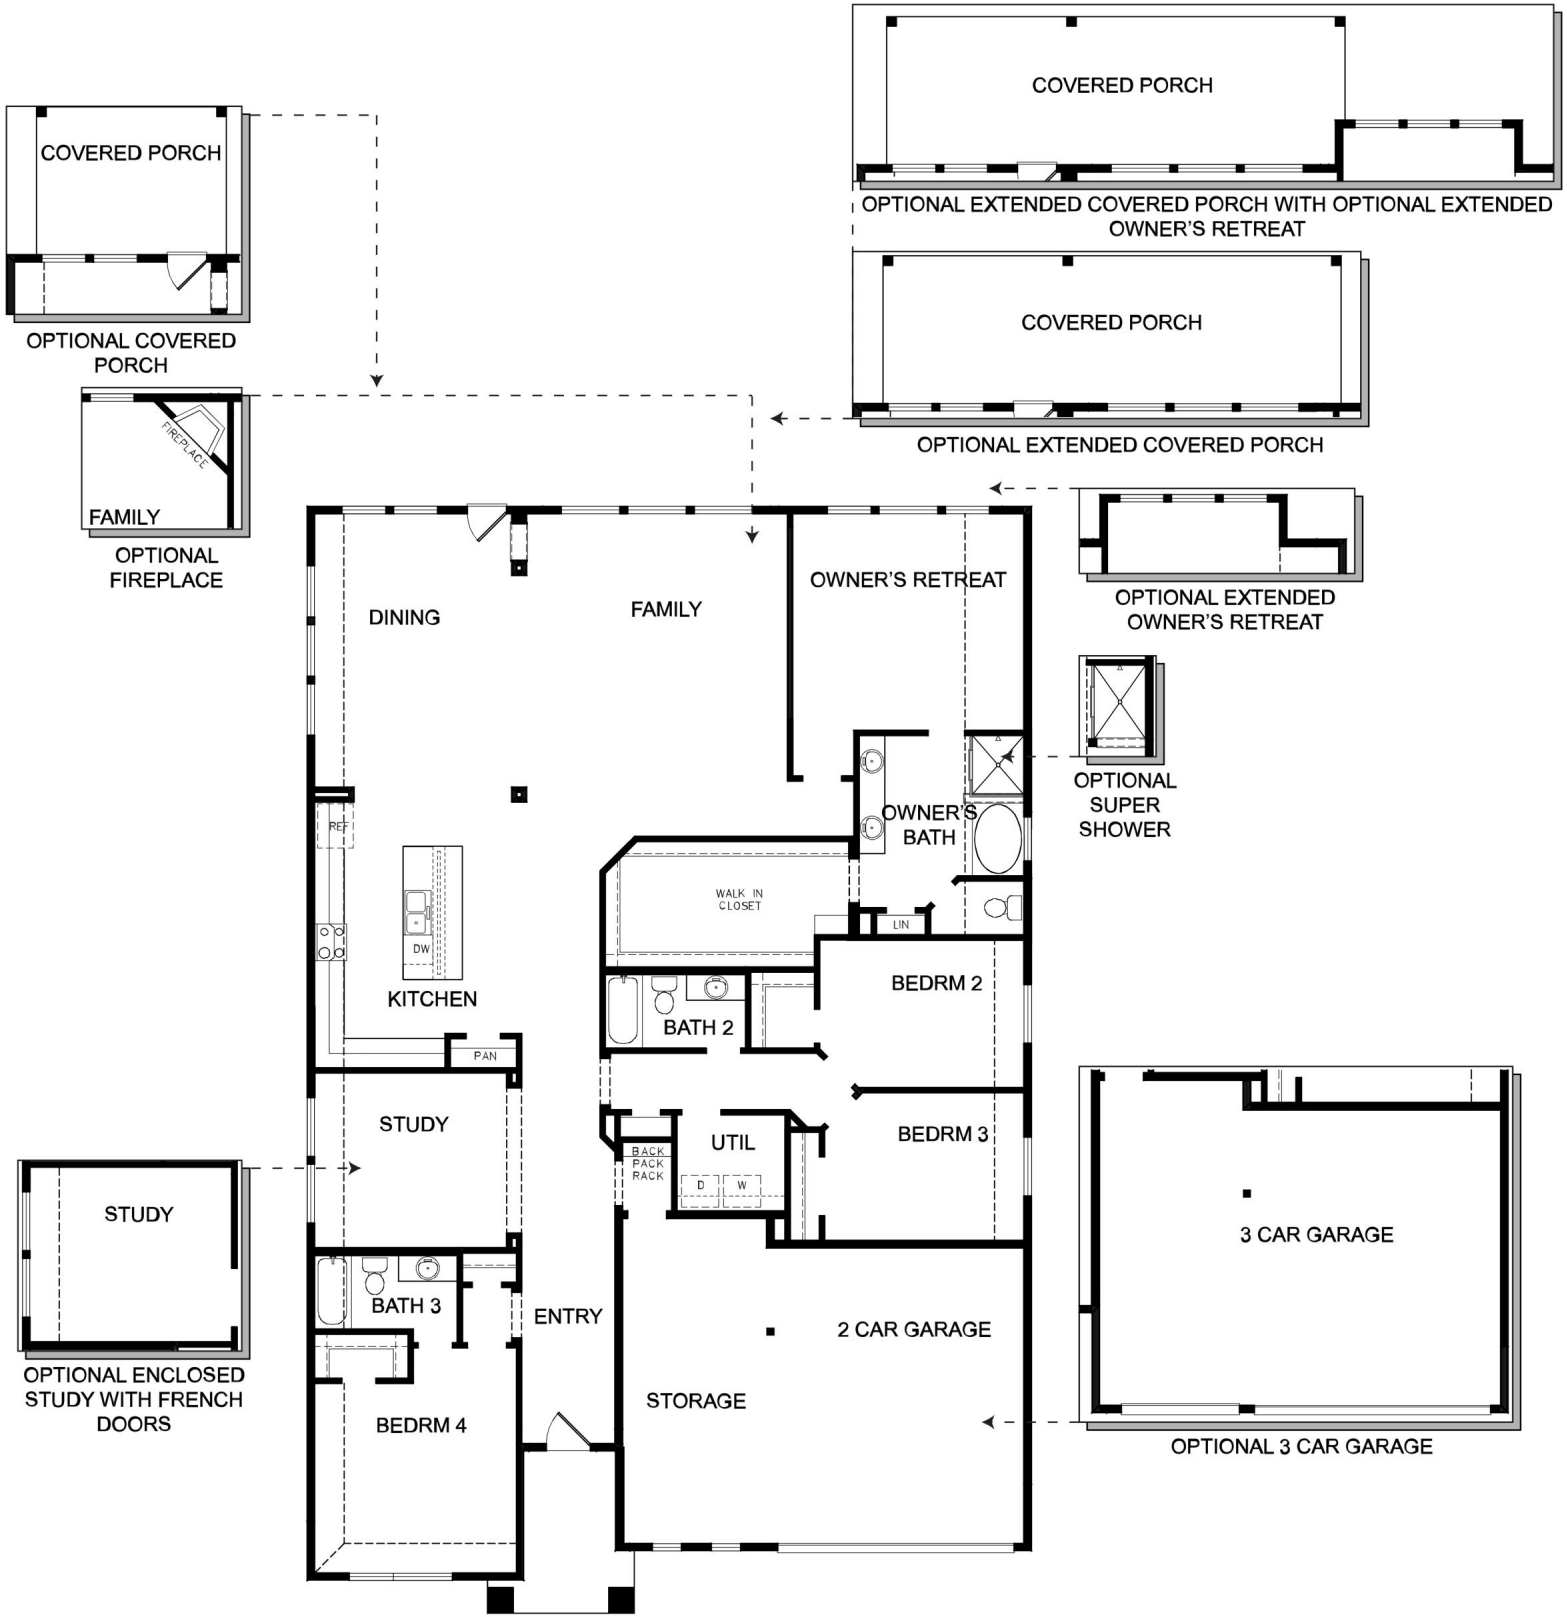 COVERED PORCH
OPTIONAL EXTENDED COVERED PORCH WITH OPTIONAL EXTENDED
OWNER'S RETREAT
COVERED PORCH
OPTIONAL COVERED
PORCH
COVERED PORCH
OPTIONAL EXTENDED COVERED PORCH
FIREPLACE
FAMILY
OPTIONAL
FIREPLACE
OPTIONAL EXTENDED
OWNER'S RETREAT
OWNER'S RETREAT
DINING
FAMILY
OPTIONAL
SUPER
SHOWER
OWNER'S
BATH
REF
WALK IN
CLOSET
LIN
DW
KITCHEN
BEDRM 2
BATH 2
PAN
STUDY
UTIL
BEDRM 3
BACK
PACK
RACK
D
W
STUDY
OPTIONAL ENCLOSED
STUDY WITH FRENCH
DOORS
3 CAR GARAGE
OPTIONAL 3 CAR GARAGE
BATH 3
ENTRY
2 CAR GARAGE
STORAGE
BEDRM 4